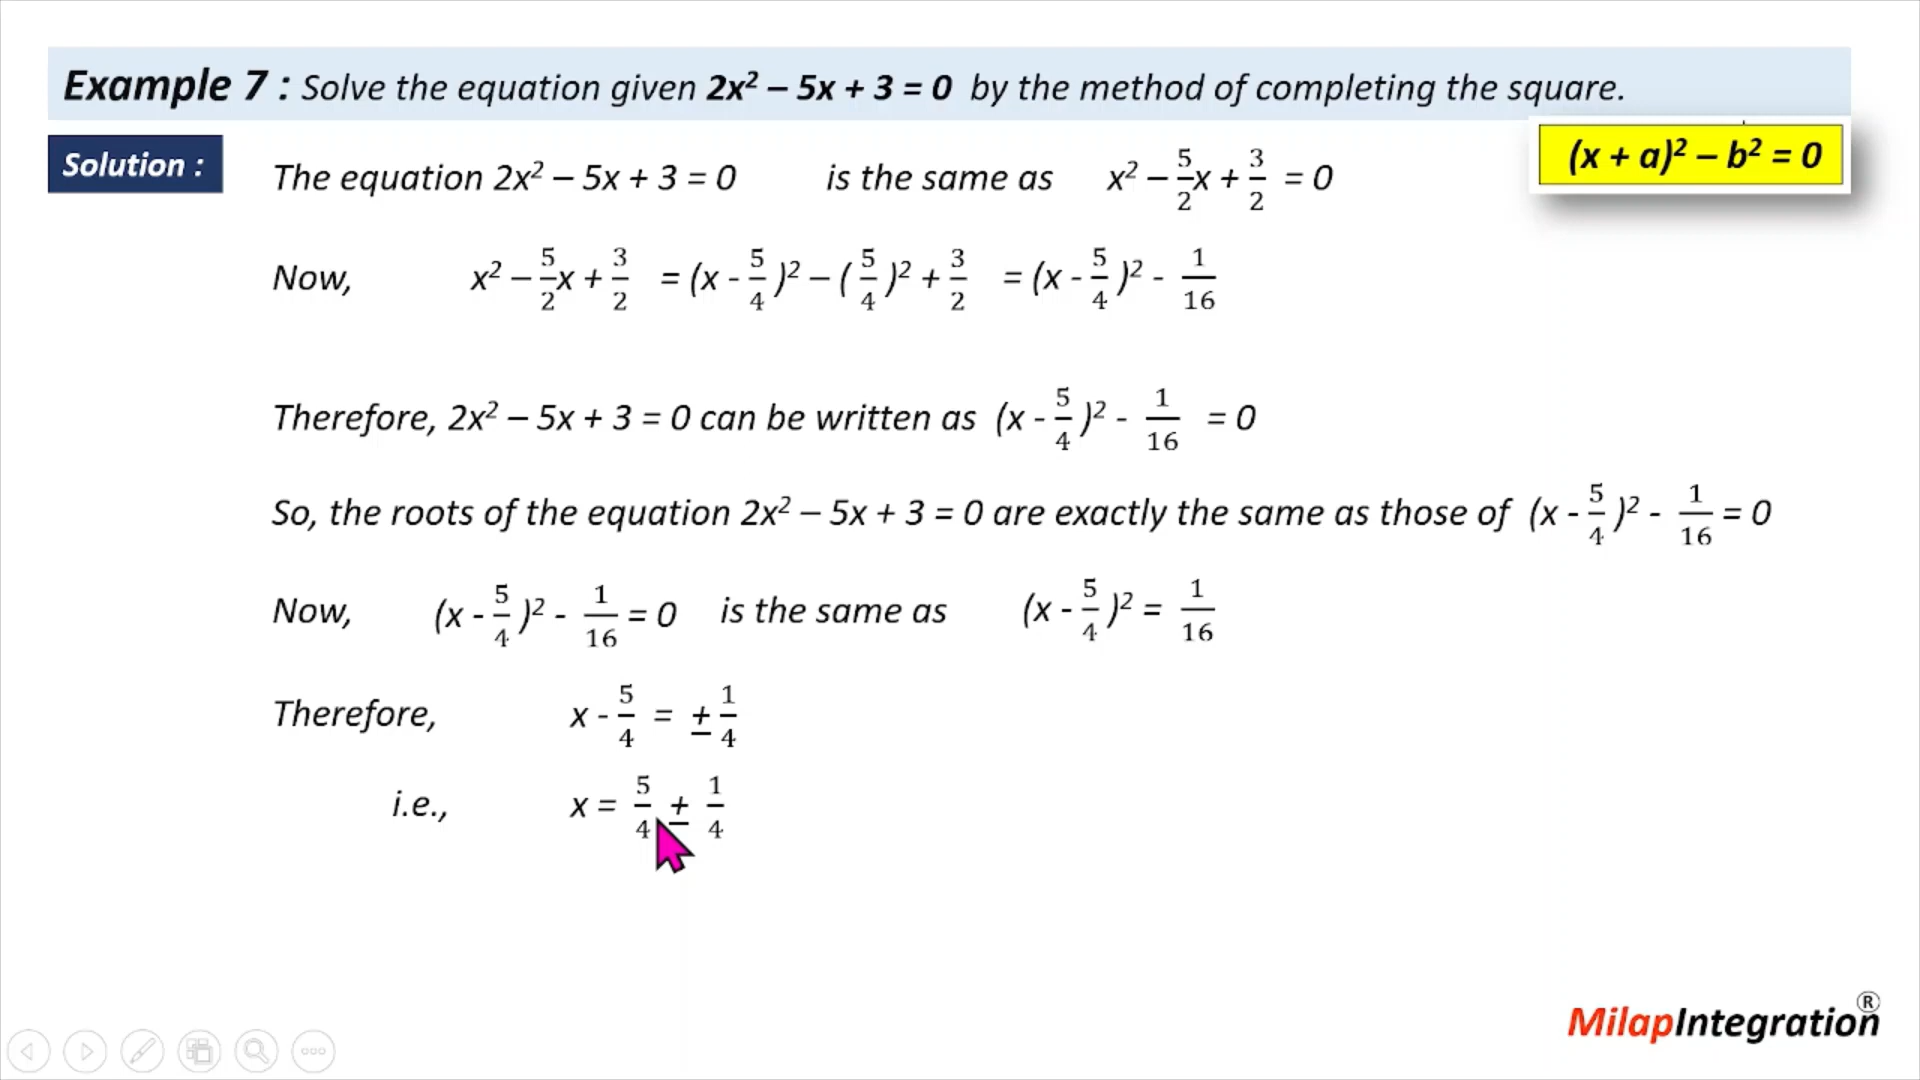 Example 7 : Solve the equation given 2x² – 5x + 3 = 0 by the method of completing the square.
(x + a)² – b² = 0
Solution :
The equation 2x² – 5x + 3 = 0 is the same as x² – 5/2 x + 3/2 = 0
Now, x² – 5/2 x + 3/2 = (x - 5/4 )² – ( 5/4 )² + 3/2 = (x - 5/4 )² - 1/16
Therefore, 2x² – 5x + 3 = 0 can be written as (x - 5/4 )² - 1/16 = 0
So, the roots of the equation 2x² – 5x + 3 = 0 are exactly the same as those of (x - 5/4 )² - 1/16 = 0
Now, (x - 5/4 )² - 1/16 = 0 is the same as (x - 5/4 )² = 1/16
Therefore, x - 5/4 = ± 1/4
i.e., x = 5/4 ± 1/4
MilapIntegration®